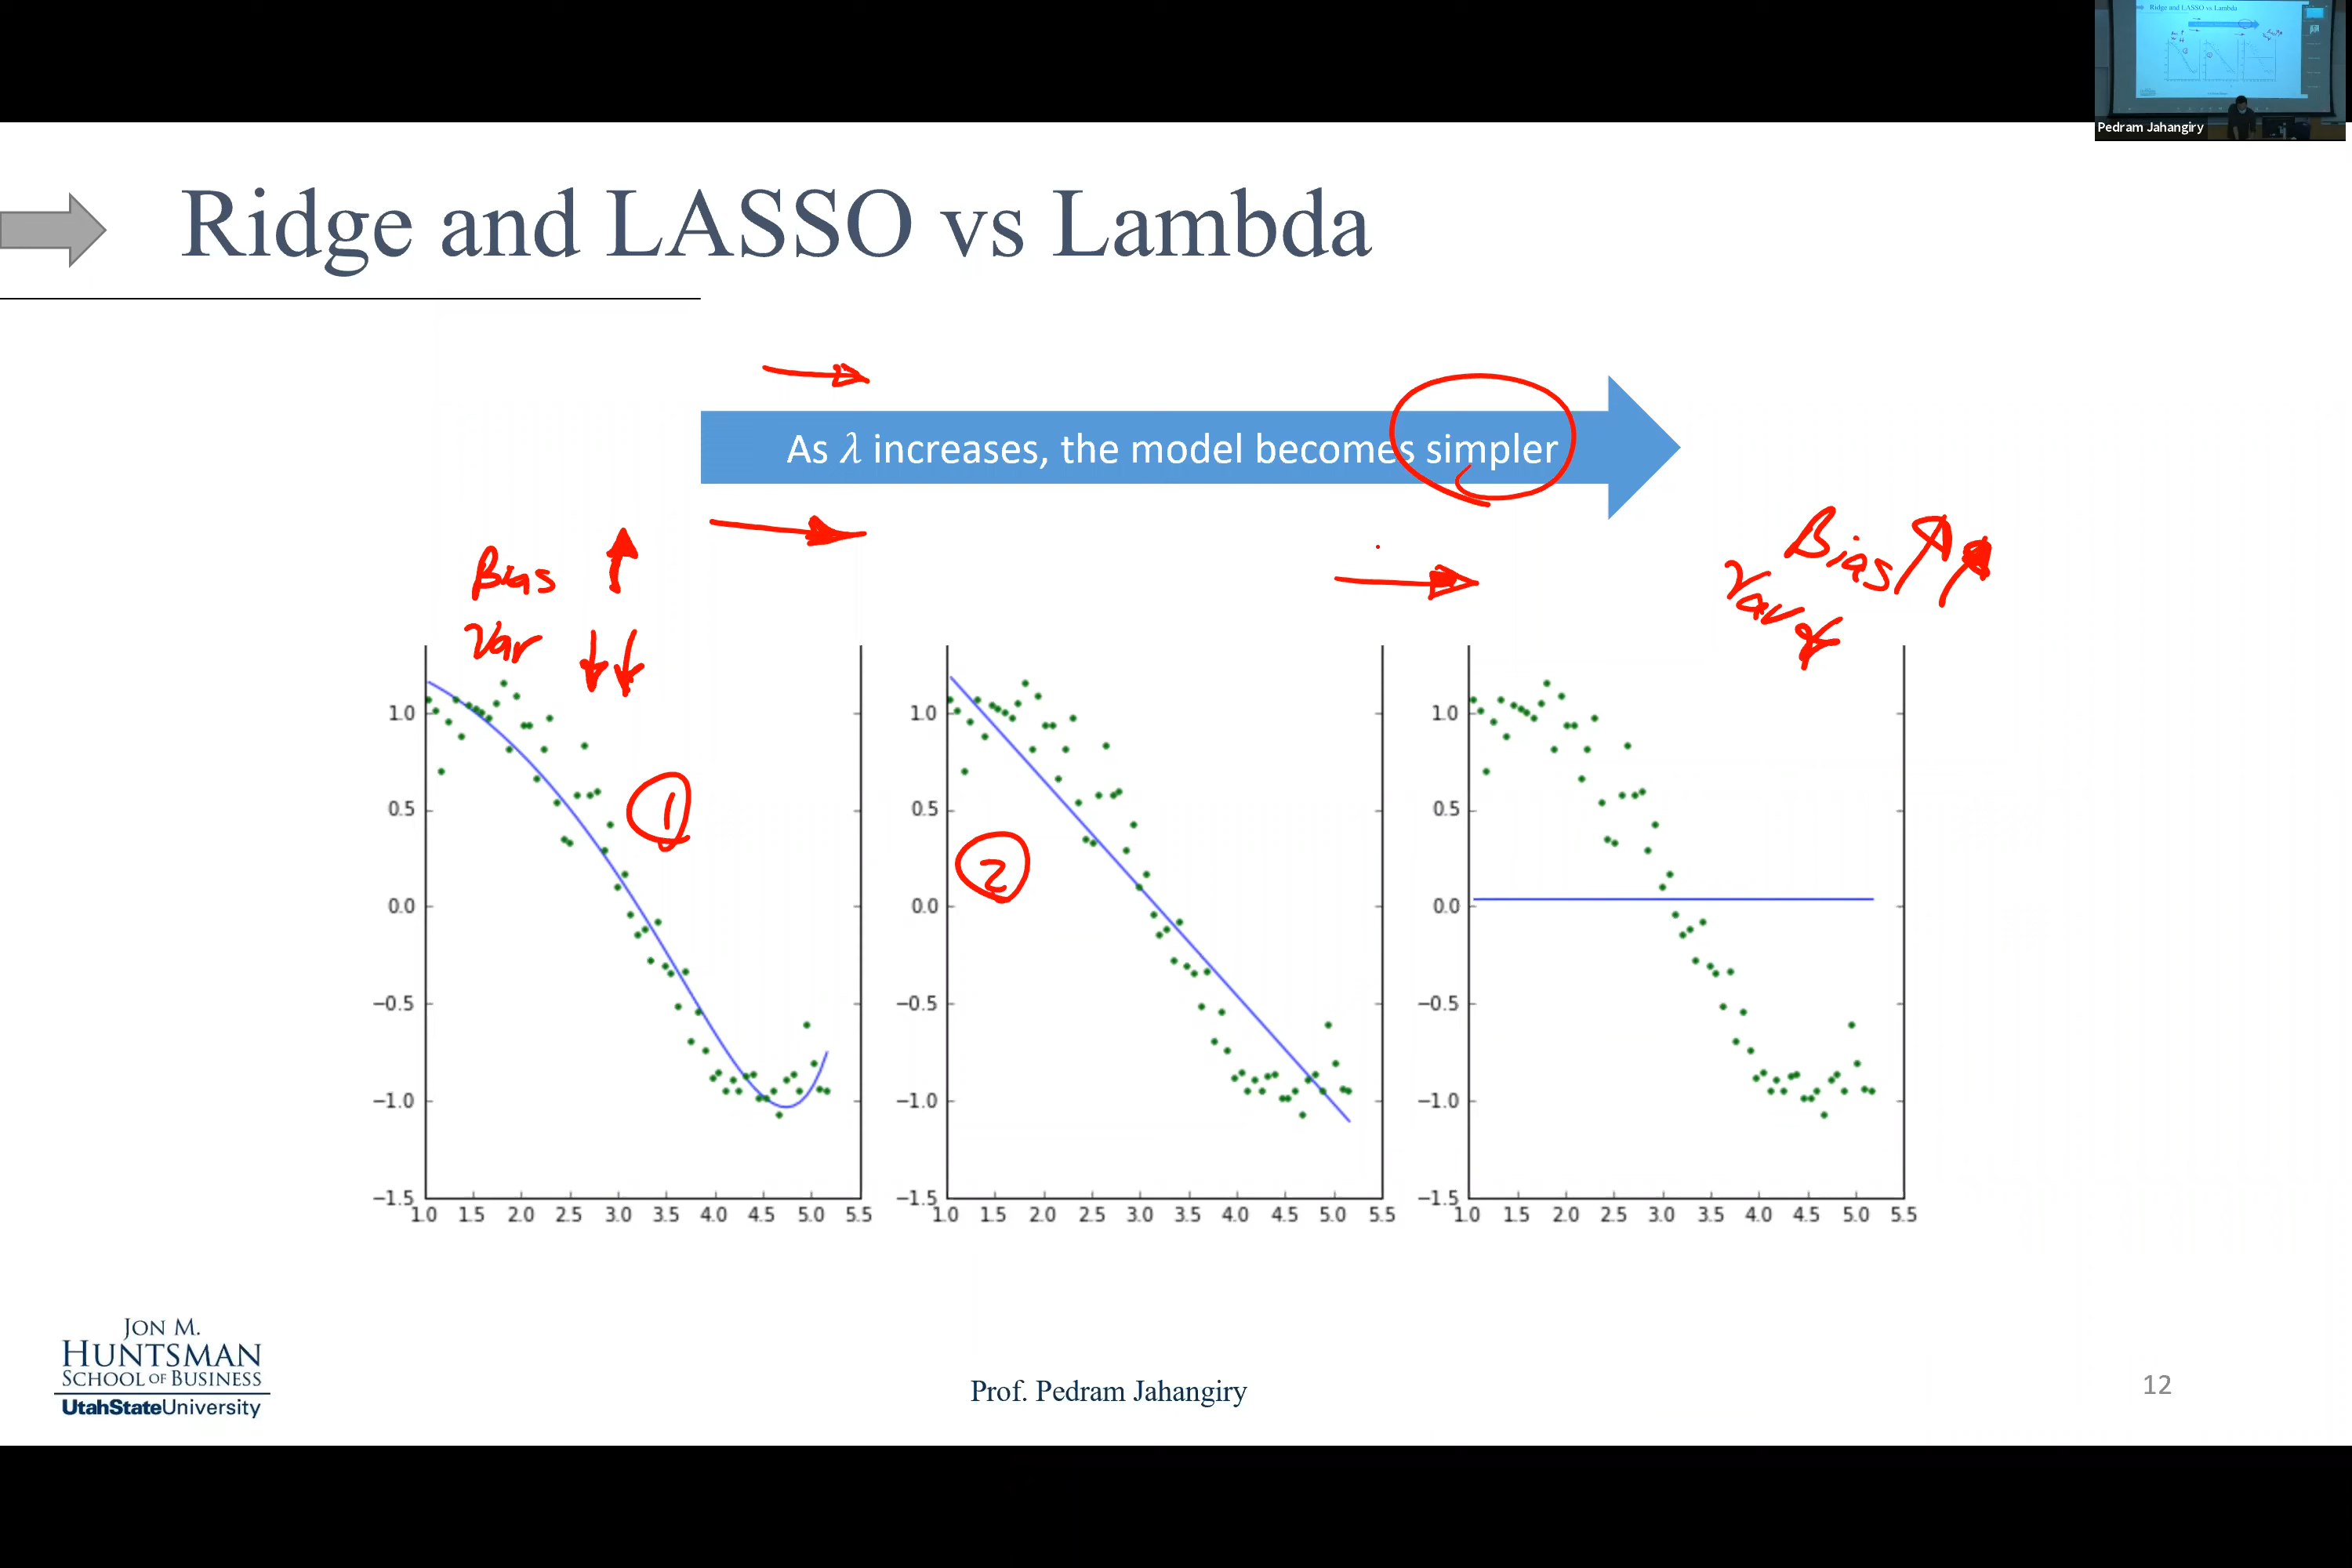 Ridge and LASSO vs Lambda
Pedram Jahangiry
Ridge and LASSO vs Lambda
As λ increases, the model becomes simpler
Bias
Var
Bias
Var
1
2
1.0
0.5
0.0
−0.5
−1.0
−1.5
1.0 1.5 2.0 2.5 3.0 3.5 4.0 4.5 5.0 5.5
1.0
0.5
0.0
−0.5
−1.0
−1.5
1.0 1.5 2.0 2.5 3.0 3.5 4.0 4.5 5.0 5.5
1.0
0.5
0.0
−0.5
−1.0
−1.5
1.0 1.5 2.0 2.5 3.0 3.5 4.0 4.5 5.0 5.5
JON M.
HUNTSMAN
SCHOOL OF BUSINESS
UtahStateUniversity
Prof. Pedram Jahangiry
12